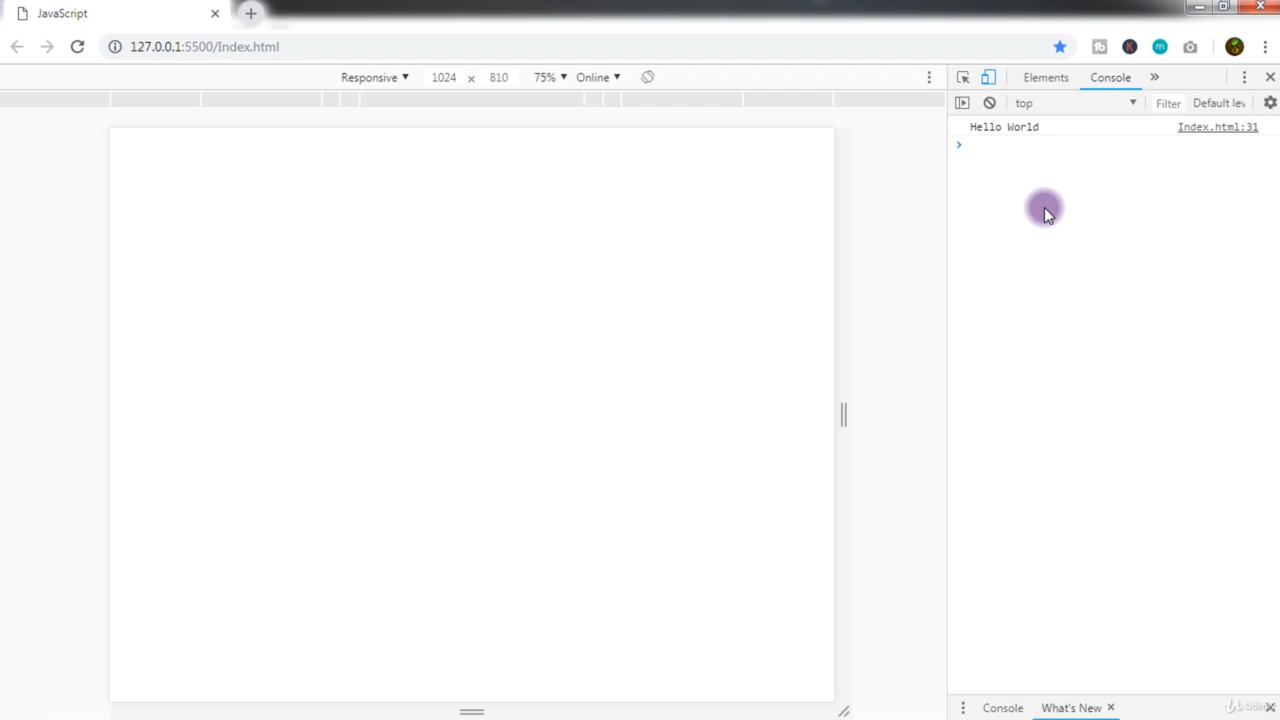 JavaScript
127.0.0.1:5500/Index.html
Responsive 1024 x 810 75% Online
Elements Console
top Filter Default lev
Hello World Index.html:31
Console What's New